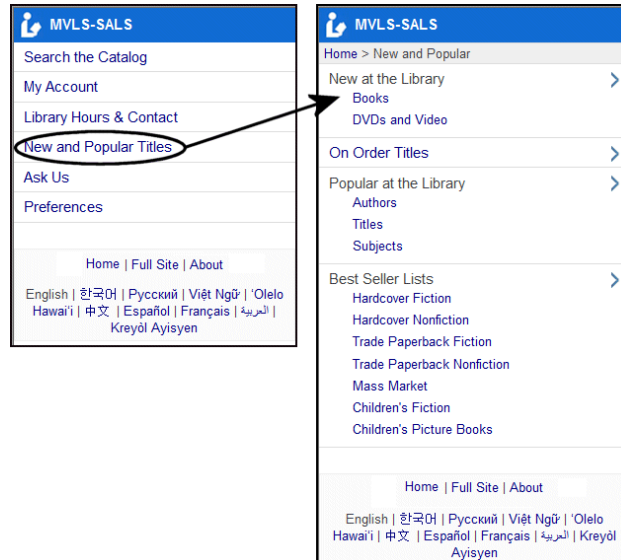 MVLS-SALS
Search the Catalog
My Account
Library Hours & Contact
New and Popular Titles
Ask Us
Preferences
Home | Full Site | About
English | 한국어 | Русский | Việt Ngữ | 'Olelo
Hawai'i | 中文 | Español | Français | العربية |
Kreyòl Ayisyen
MVLS-SALS
Home > New and Popular
New at the Library
Books
DVDs and Video
On Order Titles
Popular at the Library
Authors
Titles
Subjects
Best Seller Lists
Hardcover Fiction
Hardcover Nonfiction
Trade Paperback Fiction
Trade Paperback Nonfiction
Mass Market
Children's Fiction
Children's Picture Books
Home | Full Site | About
English | 한국어 | Русский | Việt Ngữ | 'Olelo
Hawai'i | 中文 | Español | Français | العربية | Kreyòl
Ayisyen